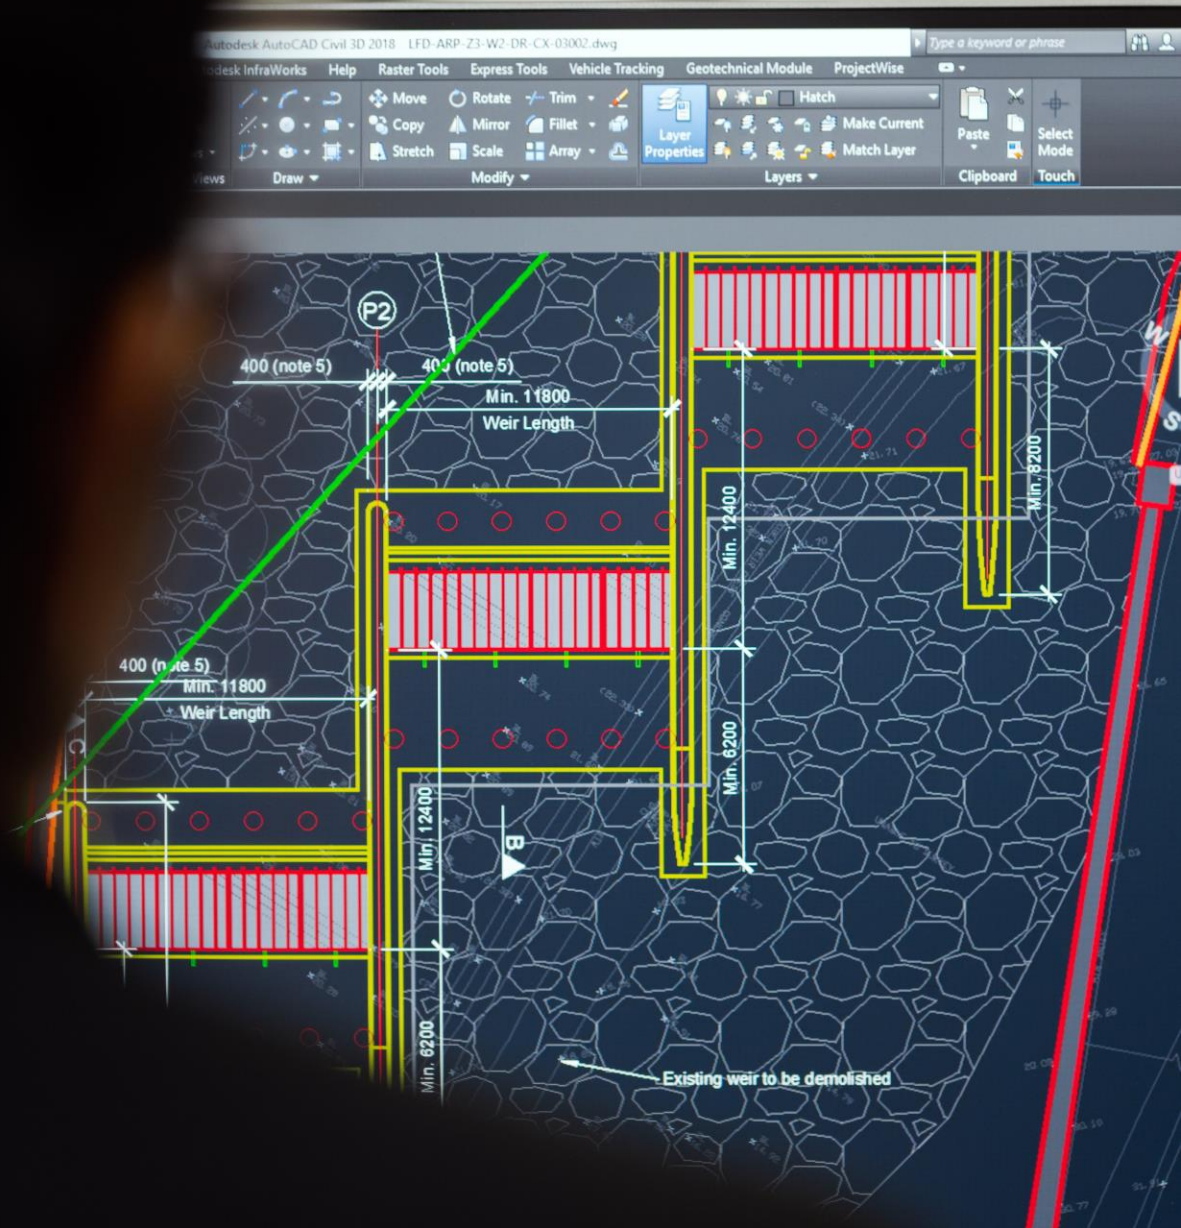 Autodesk AutoCAD Civil 3D 2018 LFD-ARP-Z3-W2-DR-CX-03002.dwg
Type a keyword or phrase
InfraWorks Help Raster Tools Express Tools Vehicle Tracking Geotechnical Module ProjectWise
Move Rotate Trim
Copy Mirror Fillet
Stretch Scale Array
Layer
Properties
Hatch
Make Current
Match Layer
Paste
Select
Mode
Views Draw Modify Layers Clipboard Touch
P2
400 (note 5)
400 (note 5)
Min. 11800
Weir Length
Min. 8200
Min. 12400
400 (note 5)
Min. 11800
Weir Length
W
S
C
Min. 6200
Min. 12400
B
Min. 6200
Existing weir to be demolished